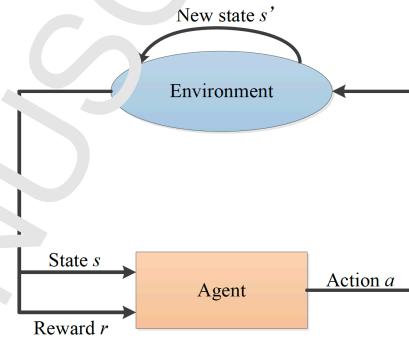 New state s’
Environment
State s
Agent
Action a
Reward r